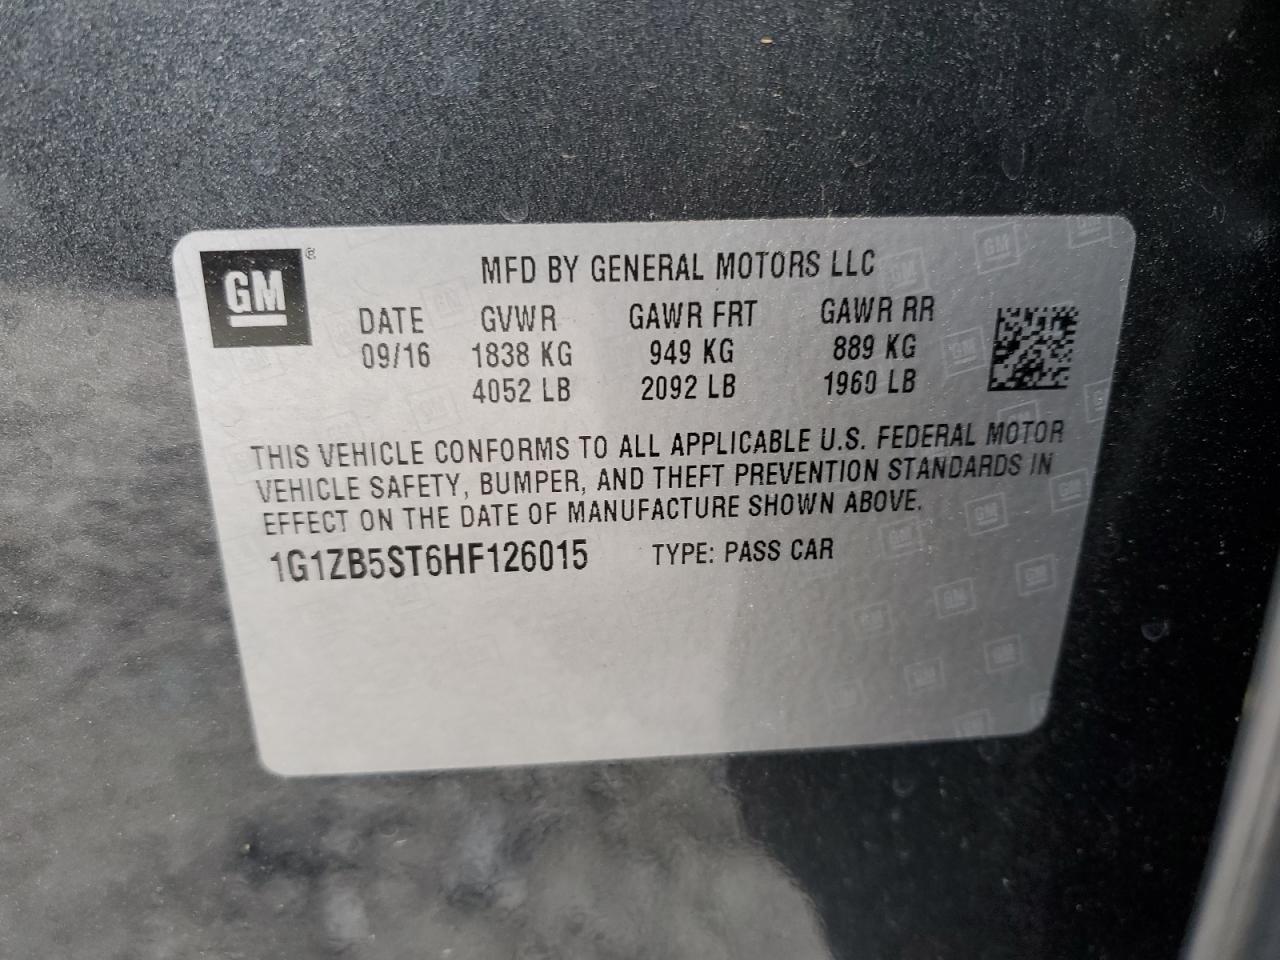 GM ®
MFD BY GENERAL MOTORS LLC
DATE GVWR GAWR FRT GAWR RR
09/16 1838 KG 949 KG 889 KG
4052 LB 2092 LB 1960 LB
THIS VEHICLE CONFORMS TO ALL APPLICABLE U.S. FEDERAL MOTOR
VEHICLE SAFETY, BUMPER, AND THEFT PREVENTION STANDARDS IN
EFFECT ON THE DATE OF MANUFACTURE SHOWN ABOVE.
1G1ZB5ST6HF126015 TYPE: PASS CAR